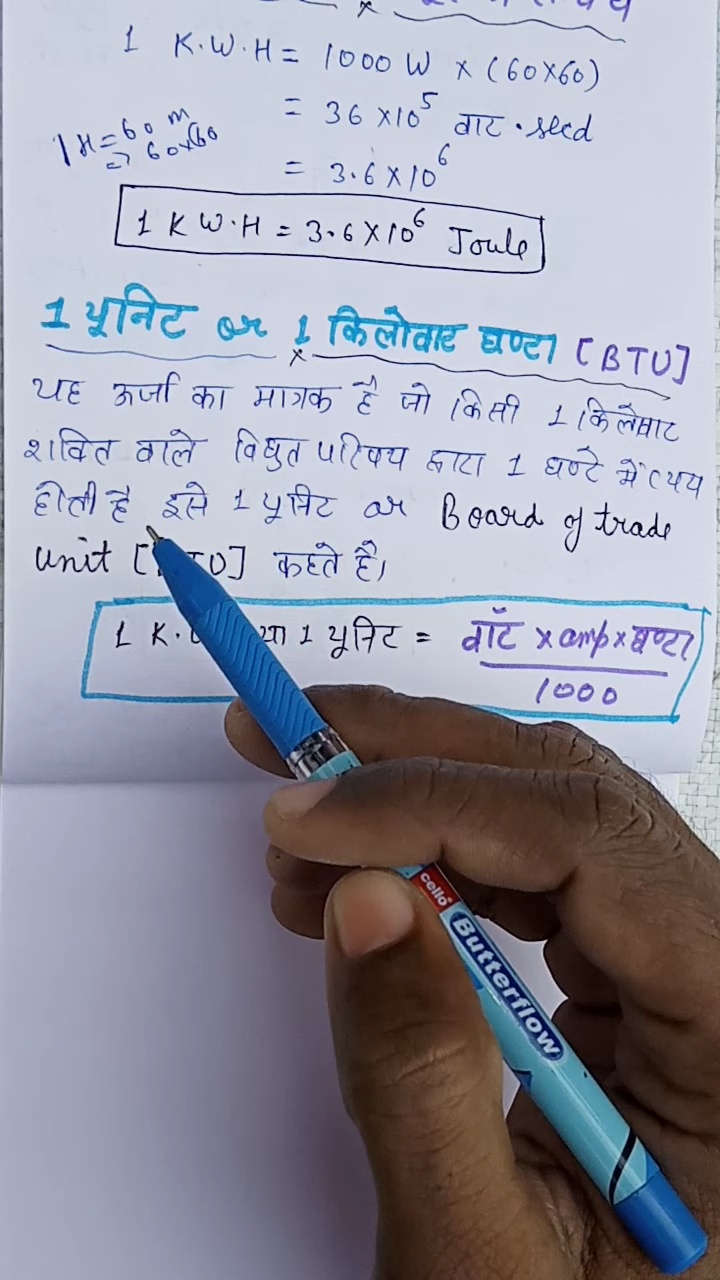 1 K.W.H = 1000 W × (60×60)
= 36 ×10⁵ वाट·secd
1 H = 60 m
=> 60×60
= 3.6×10⁶
1 K W.H = 3.6×10⁶ Joule
1 यूनिट or 1 किलोवाट घण्टा [BTU]
यह ऊर्जा का मात्रक है जो किसी 1 किलोवाट
शक्ति वाले विघुत परिपथ द्वारा 1 घण्टे में व्यय
होती है इसे 1 यूनिट or Board of trade
unit [BTU] कहते है।
1 K. या 1 यूनिट = वॉट ×amp×घण्टा
1000
cello
Butterflow